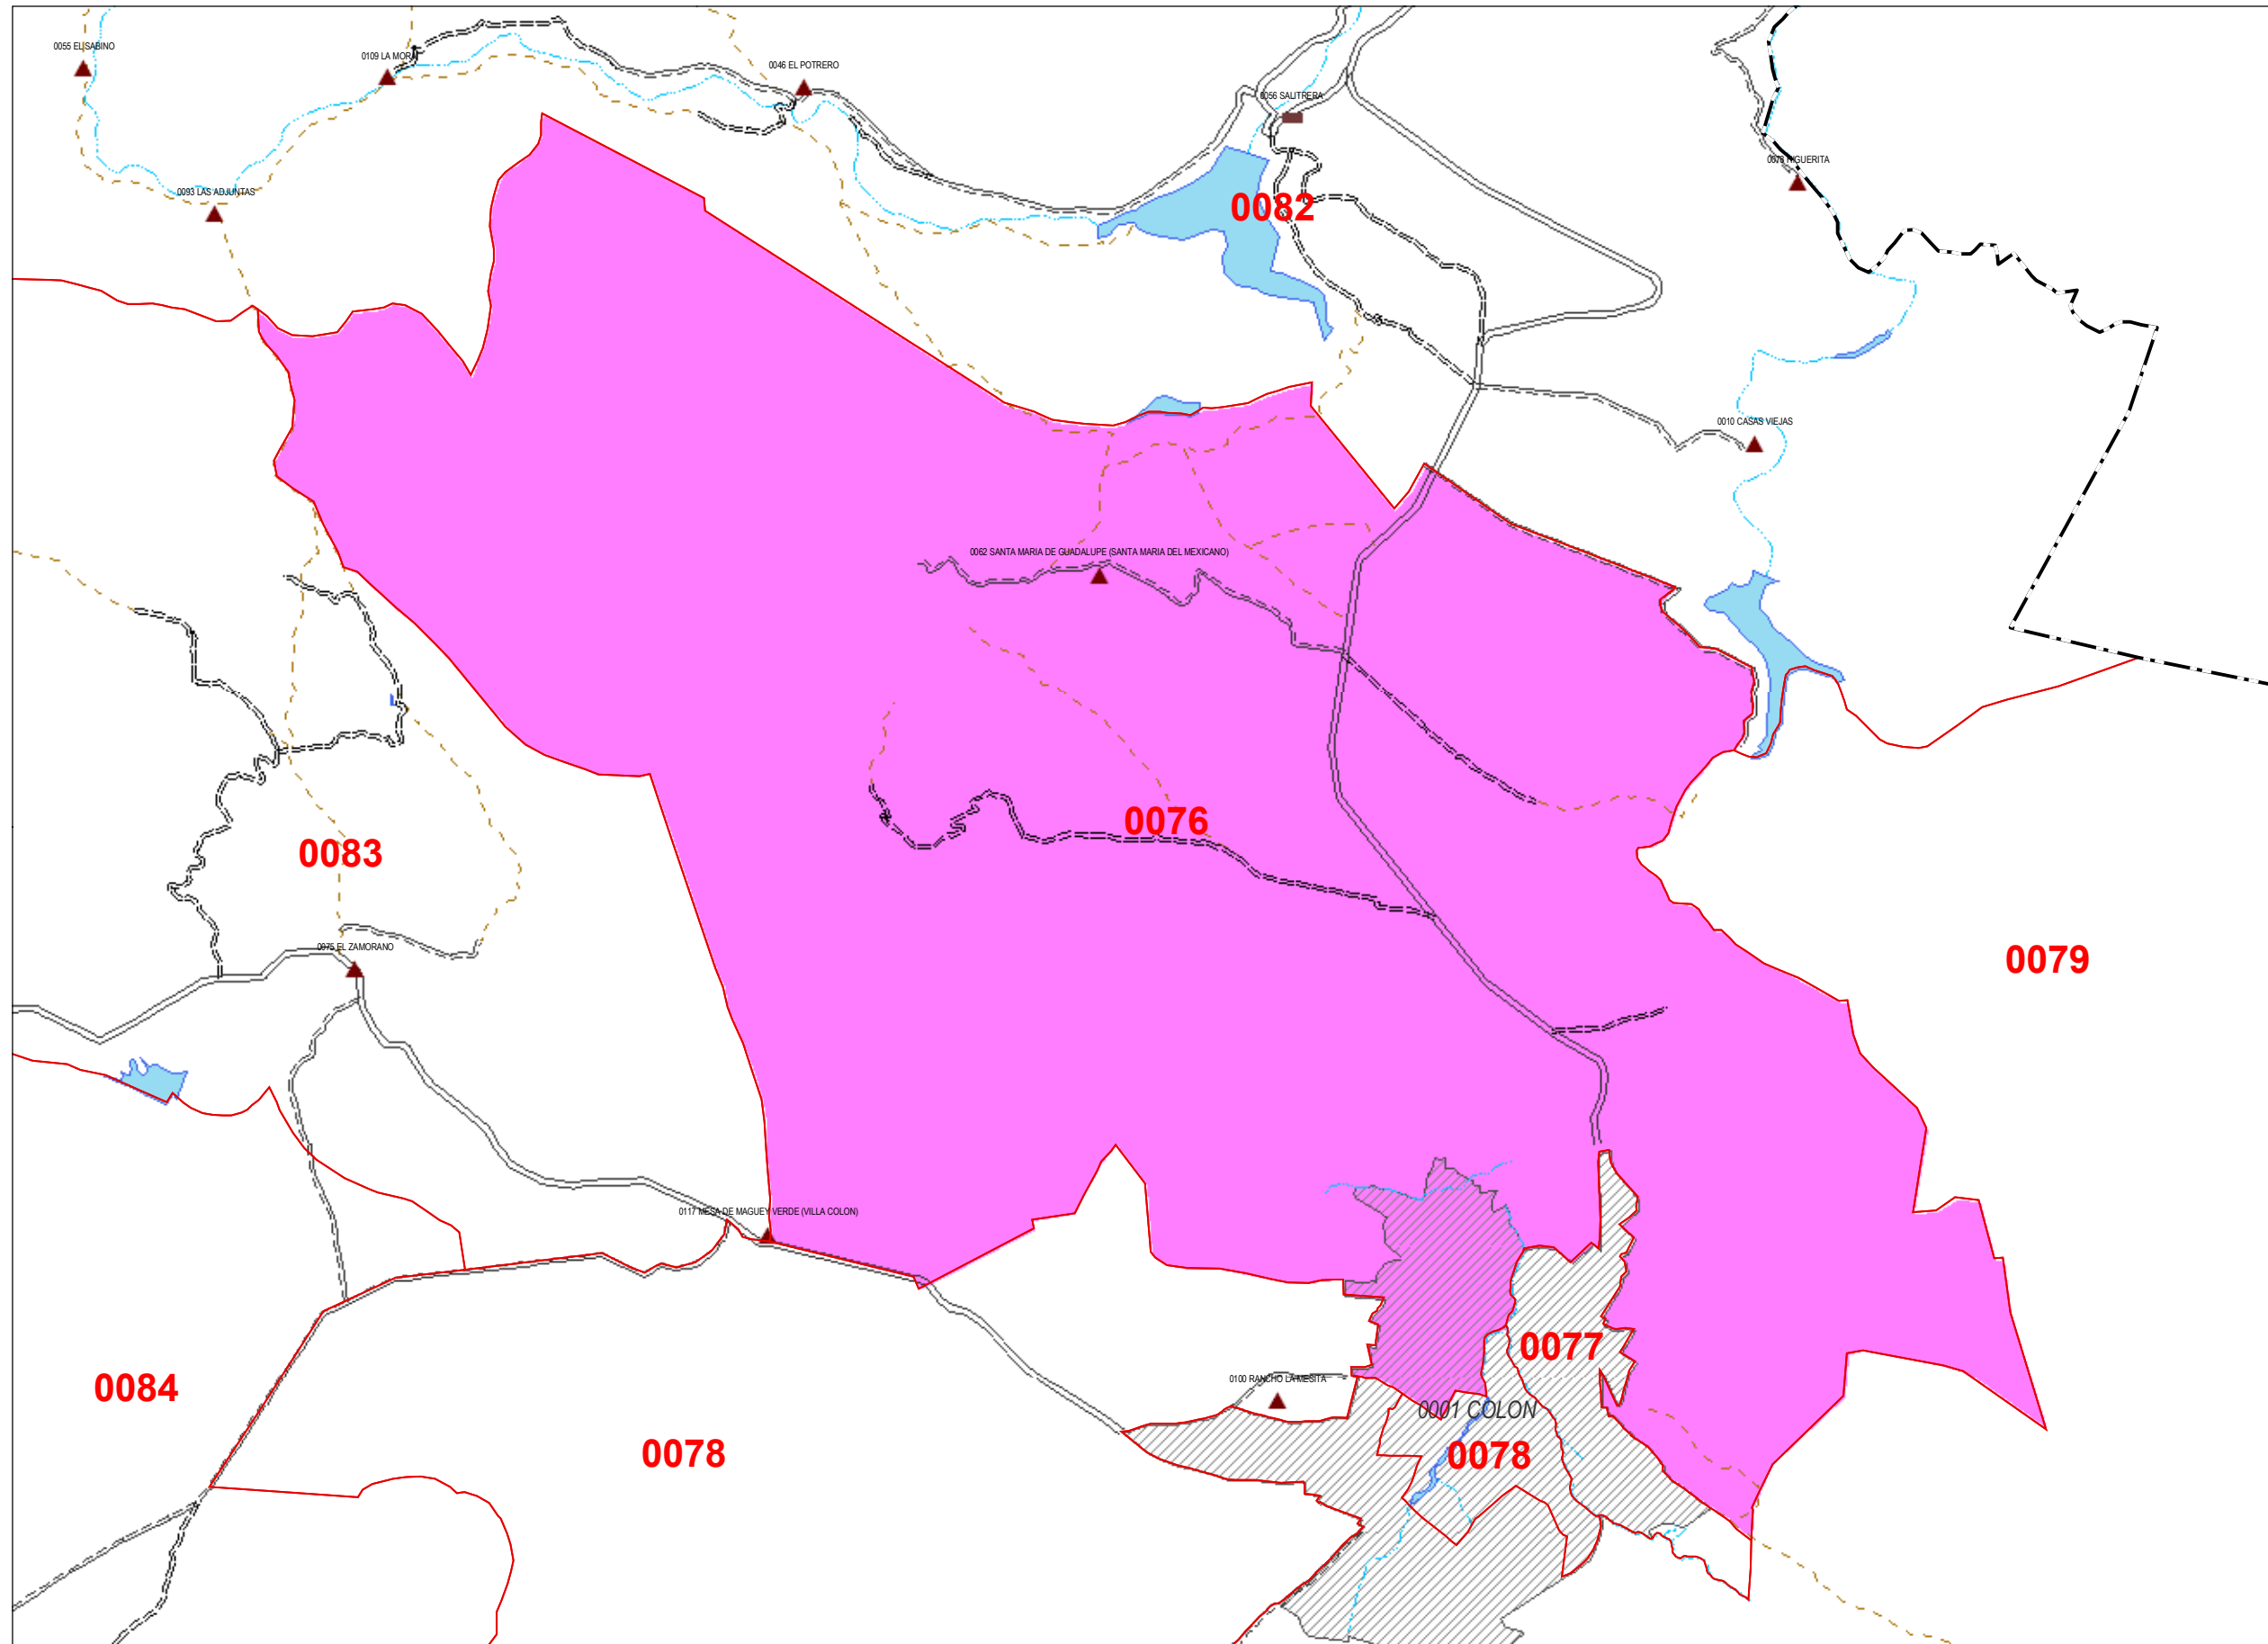 0055 EL SABINO
0109 LA MORA
0046 EL POTRERO
0056 SALITRERA
0078 HIGUERITA
0093 LAS ADJUNTAS
0082
0010 CASAS VIEJAS
0062 SANTA MARIA DE GUADALUPE (SANTA MARIA DEL MEXICANO)
0076
0083
0075 EL ZAMORANO
0079
0117 MESA DE MAGUEY VERDE (VILLA COLON)
0077
0084
0100 RANCHO LA MESITA
0001 COLON
0078
0078